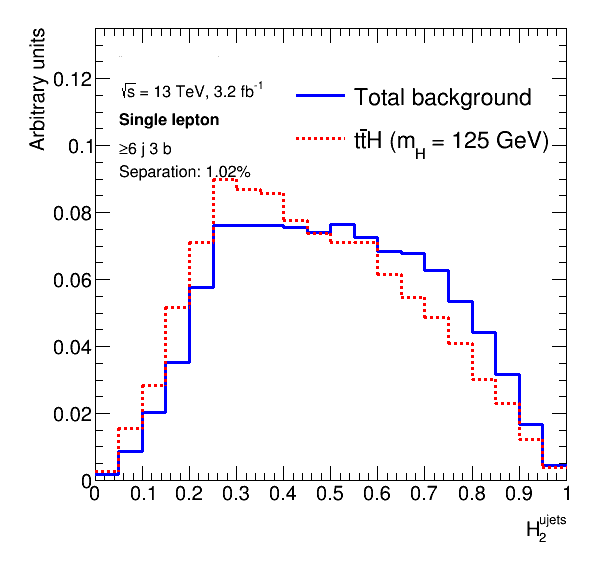 Arbitrary units
√s = 13 TeV, 3.2 fb⁻¹
Single lepton
≥6 j 3 b
Separation: 1.02%
Total background
tt̄H (m_H = 125 GeV)
0.12
0.1
0.08
0.06
0.04
0.02
0
0 0.1 0.2 0.3 0.4 0.5 0.6 0.7 0.8 0.9 1
H₂^ujets